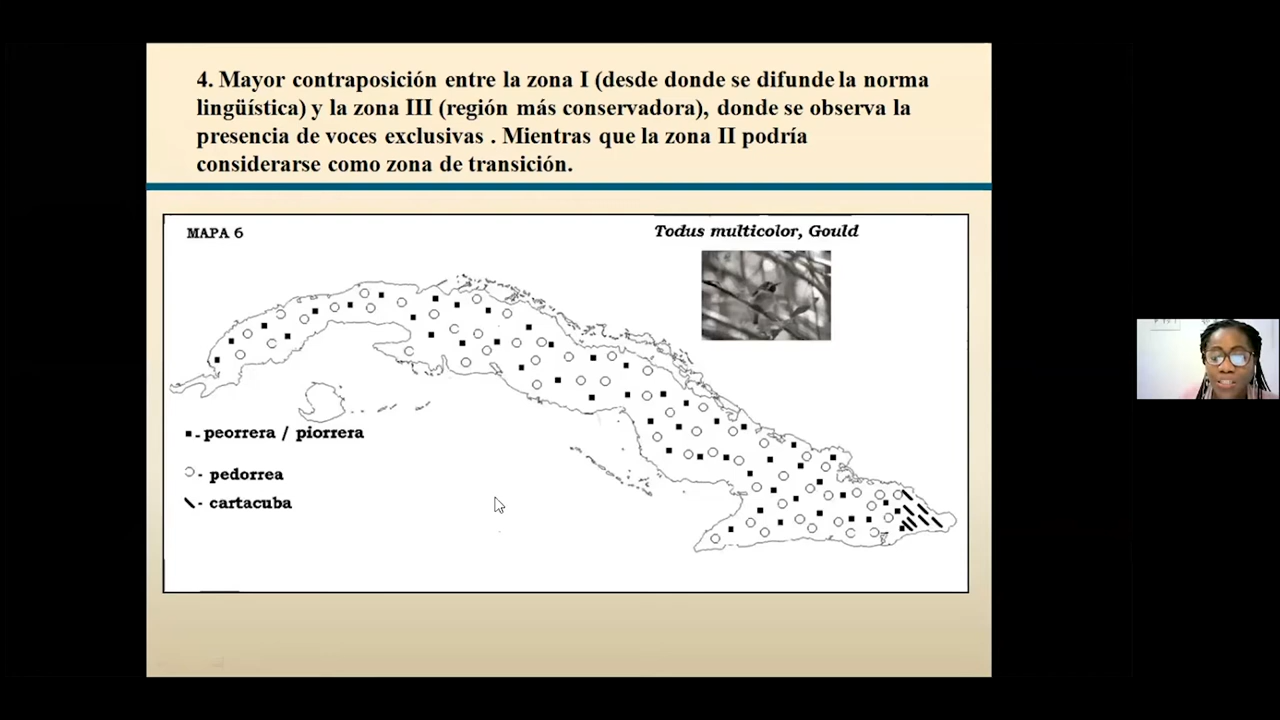 4. Mayor contraposición entre la zona I (desde donde se difunde la norma
lingüística) y la zona III (región más conservadora), donde se observa la
presencia de voces exclusivas . Mientras que la zona II podría
considerarse como zona de transición.
MAPA 6
Todus multicolor, Gould
peorrera / piorrera
pedorrea
cartacuba